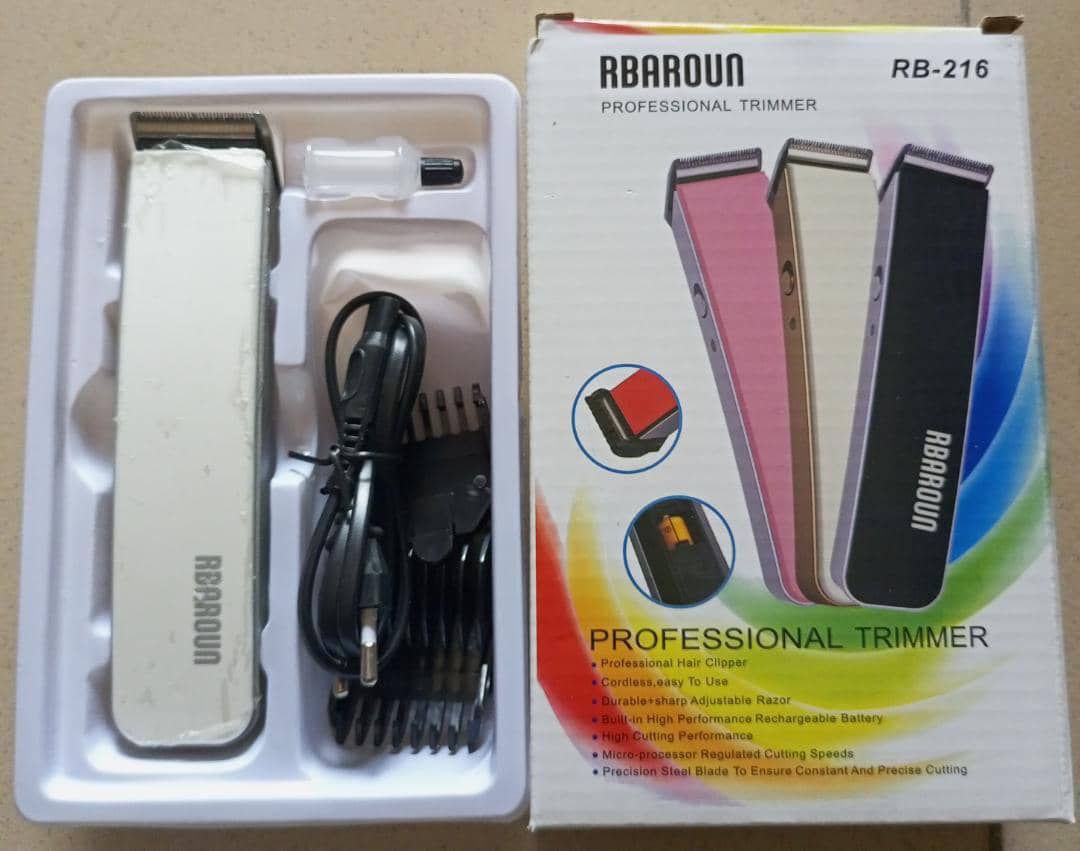 RBAROUN
RBAROUN
PROFESSIONAL TRIMMER
RB-216
RBAROUN
PROFESSIONAL TRIMMER
• Professional Hair Clipper
• Cordless,easy To Use
• Durable+sharp Adjustable Razor
• Built-in High Performance Rechargeable Battery
• High Cutting Performance
• Micro-processor Regulated Cutting Speeds
• Precision Steel Blade To Ensure Constant And Precise Cutting